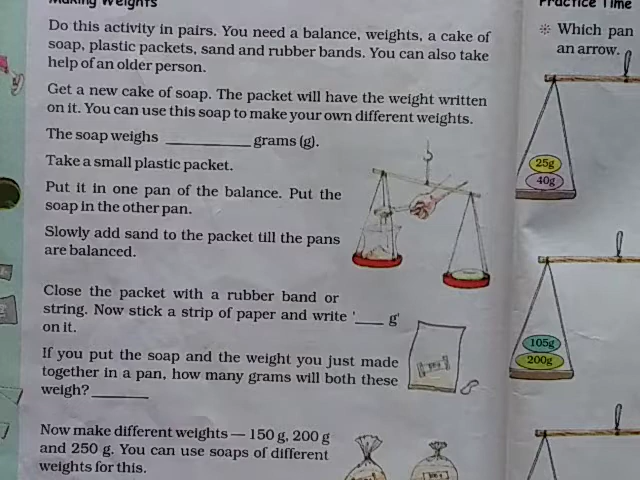 Making Weights
Do this activity in pairs. You need a balance, weights, a cake of
soap, plastic packets, sand and rubber bands. You can also take
help of an older person.
Get a new cake of soap. The packet will have the weight written
on it. You can use this soap to make your own different weights.
The soap weighs __________ grams (g).
Take a small plastic packet.
Put it in one pan of the balance. Put the
soap in the other pan.
Slowly add sand to the packet till the pans
are balanced.
Close the packet with a rubber band or
string. Now stick a strip of paper and write '___ g'
on it.
If you put the soap and the weight you just made
together in a pan, how many grams will both these
weigh? ______
Now make different weights — 150 g, 200 g
and 250 g. You can use soaps of different
weights for this.
Practice Time
Which pan
an arrow.
25g
40g
105g
200g